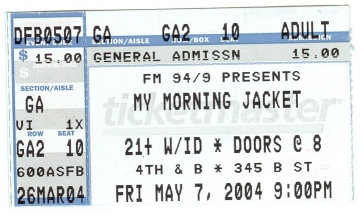 DFB0507 GA GA2 10 ADULT
$ 15.00 GENERAL ADMISSN $ 15.00
SECTION/AISLE
GA
VI 1X
ROW SEAT
GA2 10
600ASFB
26MAR04
SECTION/AISLE ROW SEAT
FM 94/9 PRESENTS
MY MORNING JACKET
ticketmaster
21+ W/ID * DOORS @ 8
4TH & B * 345 B ST
FRI MAY 7, 2004 9:00PM